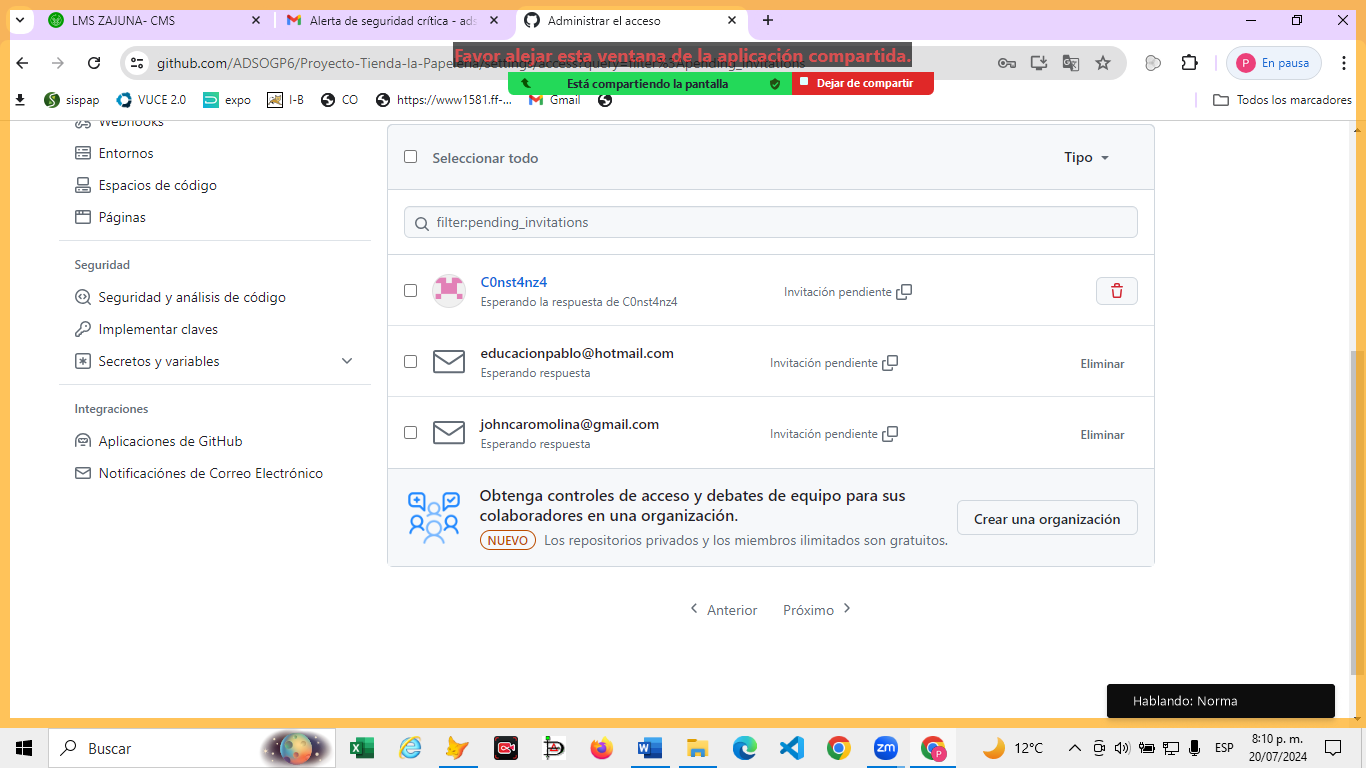 LMS ZAJUNA- CMS
Alerta de seguridad crítica - ads
Administrar el acceso
Favor alejar esta ventana de la aplicación compartida.
github.com/ADSOGP6/Proyecto-Tienda-la-Papeleria/settings/access?query=filter%3Apending_invitations
P En pausa
Está compartiendo la pantalla
Dejar de compartir
sispap
VUCE 2.0
expo
I-B
CO
https://www1581.ff-...
Gmail
Todos los marcadores
Webhooks
Entornos
Espacios de código
Páginas
Seguridad
Seguridad y análisis de código
Implementar claves
Secretos y variables
Integraciones
Aplicaciones de GitHub
Notificaciónes de Correo Electrónico
Seleccionar todo
Tipo
filter:pending_invitations
C0nst4nz4
Esperando la respuesta de C0nst4nz4
Invitación pendiente
educacionpablo@hotmail.com
Esperando respuesta
Invitación pendiente
Eliminar
johncaromolina@gmail.com
Esperando respuesta
Invitación pendiente
Eliminar
Obtenga controles de acceso y debates de equipo para sus
colaboradores en una organización.
NUEVO Los repositorios privados y los miembros ilimitados son gratuitos.
Crear una organización
Anterior
Próximo
Hablando: Norma
Buscar
zm
P
12°C
ESP
8:10 p. m.
20/07/2024